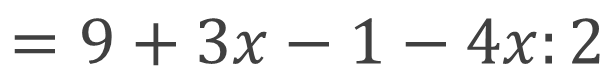 = 9 + 3x − 1 − 4x: 2